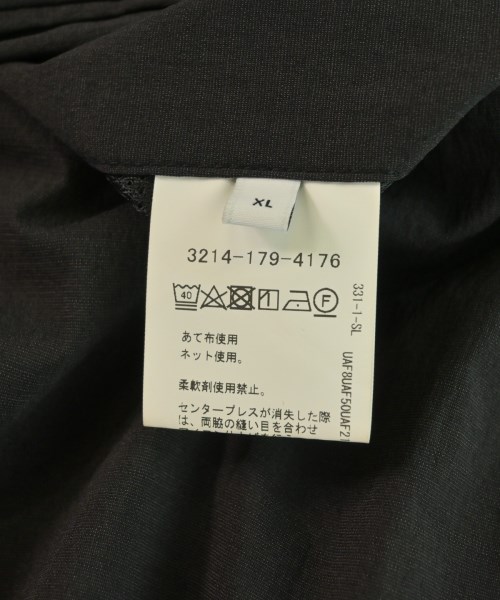 XL
3214-179-4176
40
F
あて布使用
ネット使用。
柔軟剤使用禁止。
センタープレスが消失した際
は、両脇の縫い目を合わせ
331-1-SL